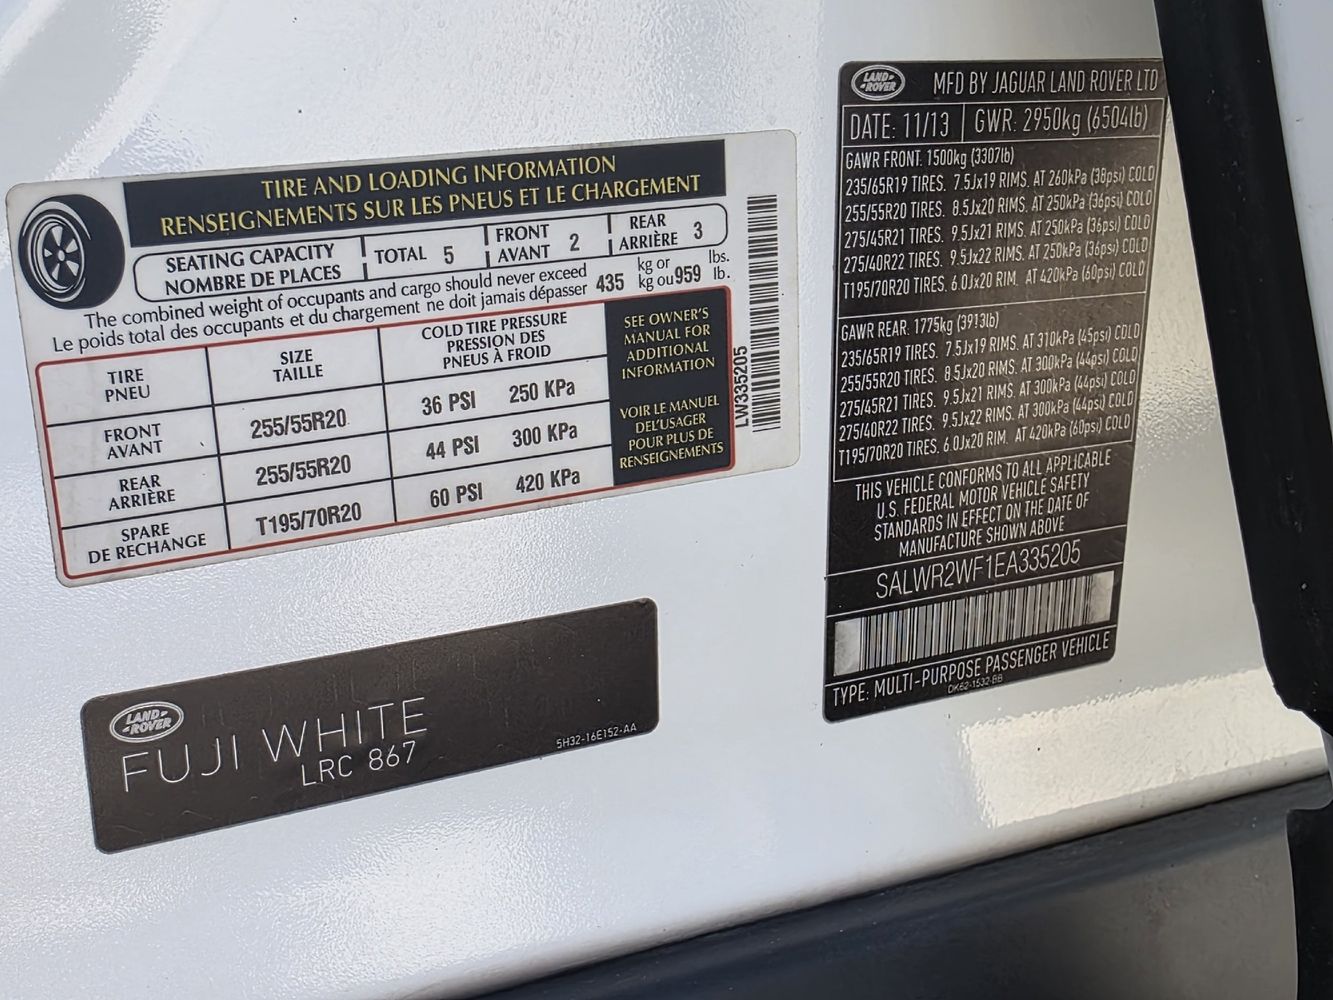 TIRE AND LOADING INFORMATION
RENSEIGNEMENTS SUR LES PNEUS ET LE CHARGEMENT
SEATING CAPACITY
NOMBRE DE PLACES
TOTAL 5
FRONT
AVANT 2
REAR
ARRIÈRE 3
The combined weight of occupants and cargo should never exceed 435 kg or 959 lbs.
Le poids total des occupants et du chargement ne doit jamais dépasser 435 kg ou 959 lb.
TIRE
PNEU
SIZE
TAILLE
COLD TIRE PRESSURE
PRESSION DES
PNEUS À FROID
FRONT
AVANT
255/55R20
36 PSI 250 KPa
REAR
ARRIÈRE
255/55R20
44 PSI 300 KPa
SPARE
DE RECHANGE
T195/70R20
60 PSI 420 KPa
SEE OWNER'S
MANUAL FOR
ADDITIONAL
INFORMATION
VOIR LE MANUEL
DEL'USAGER
POUR PLUS DE
RENSEIGNEMENTS
LW335205
LAND-
-ROVER
FUJI WHITE
LRC 867
5H32-16E152-AA
LAND-
-ROVER
MFD BY JAGUAR LAND ROVER LTD
DATE: 11/13 GWR: 2950kg (6504lb)
GAWR FRONT: 1500kg (3307lb)
235/65R19 TIRES. 7.5Jx19 RIMS. AT 260kPa (38psi) COLD
255/55R20 TIRES. 8.5Jx20 RIMS. AT 250kPa (36psi) COLD
275/45R21 TIRES. 9.5Jx21 RIMS. AT 250kPa (36psi) COLD
275/40R22 TIRES. 9.5Jx22 RIMS. AT 250kPa (36psi) COLD
T195/70R20 TIRES. 6.0Jx20 RIM. AT 420kPa (60psi) COLD
GAWR REAR: 1775kg (3913lb)
235/65R19 TIRES. 7.5Jx19 RIMS. AT 310kPa (45psi) COLD
255/55R20 TIRES. 8.5Jx20 RIMS. AT 300kPa (44psi) COLD
275/45R21 TIRES. 9.5Jx21 RIMS. AT 300kPa (44psi) COLD
275/40R22 TIRES. 9.5Jx22 RIMS. AT 300kPa (44psi) COLD
T195/70R20 TIRES. 6.0Jx20 RIM. AT 420kPa (60psi) COLD
THIS VEHICLE CONFORMS TO ALL APPLICABLE
U.S. FEDERAL MOTOR VEHICLE SAFETY
STANDARDS IN EFFECT ON THE DATE OF
MANUFACTURE SHOWN ABOVE
SALWR2WF1EA335205
TYPE: MULTI-PURPOSE PASSENGER VEHICLE
DK62-1532-BB